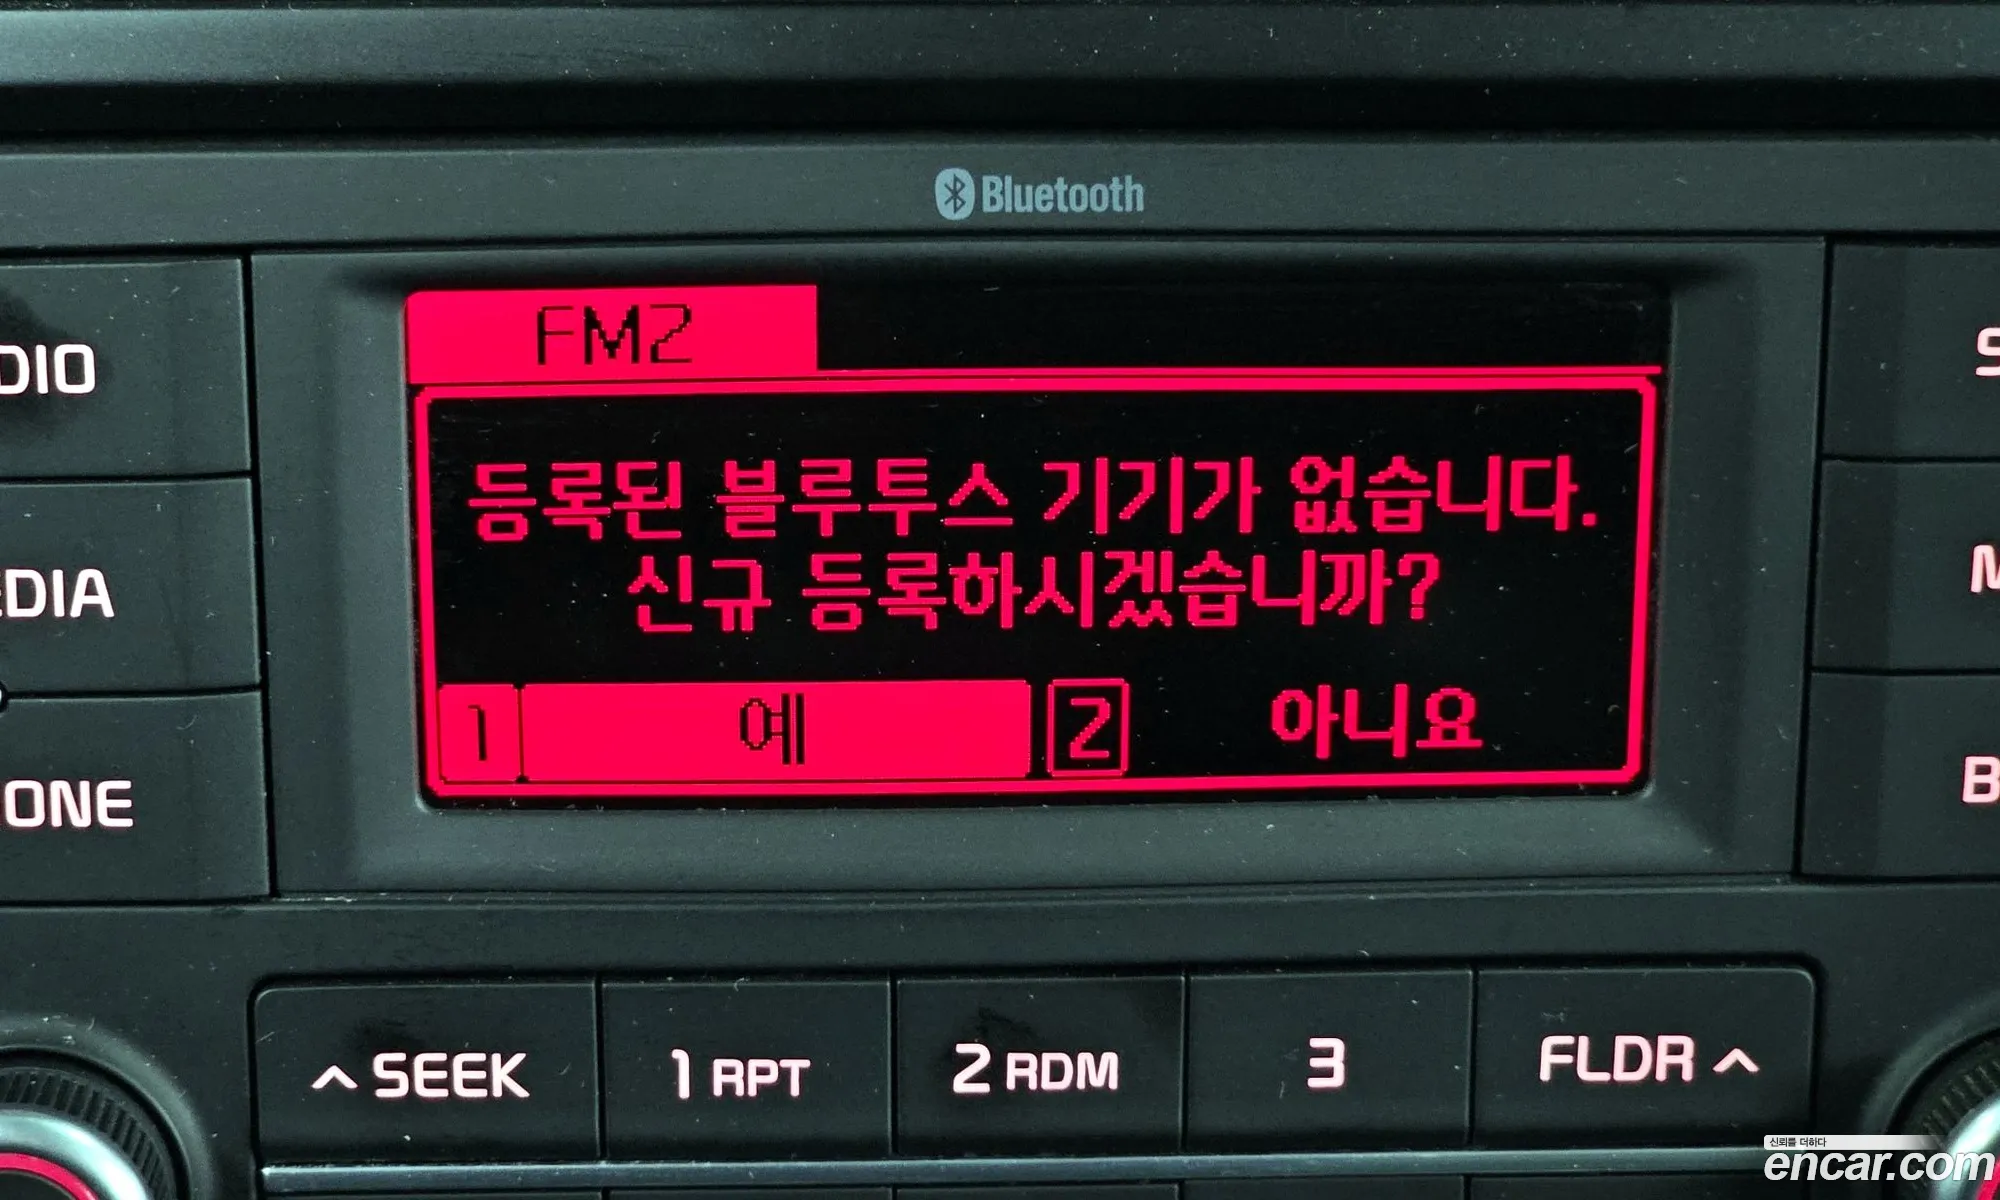 Bluetooth
FM2
등록된 블루투스 기기가 없습니다.
신규 등록하시겠습니까?
1 예 2 아니요
DIO
DIA
ONE
S
M
B
^ SEEK 1 RPT 2 RDM 3 FLDR ^
신뢰를 더하다
encar.com